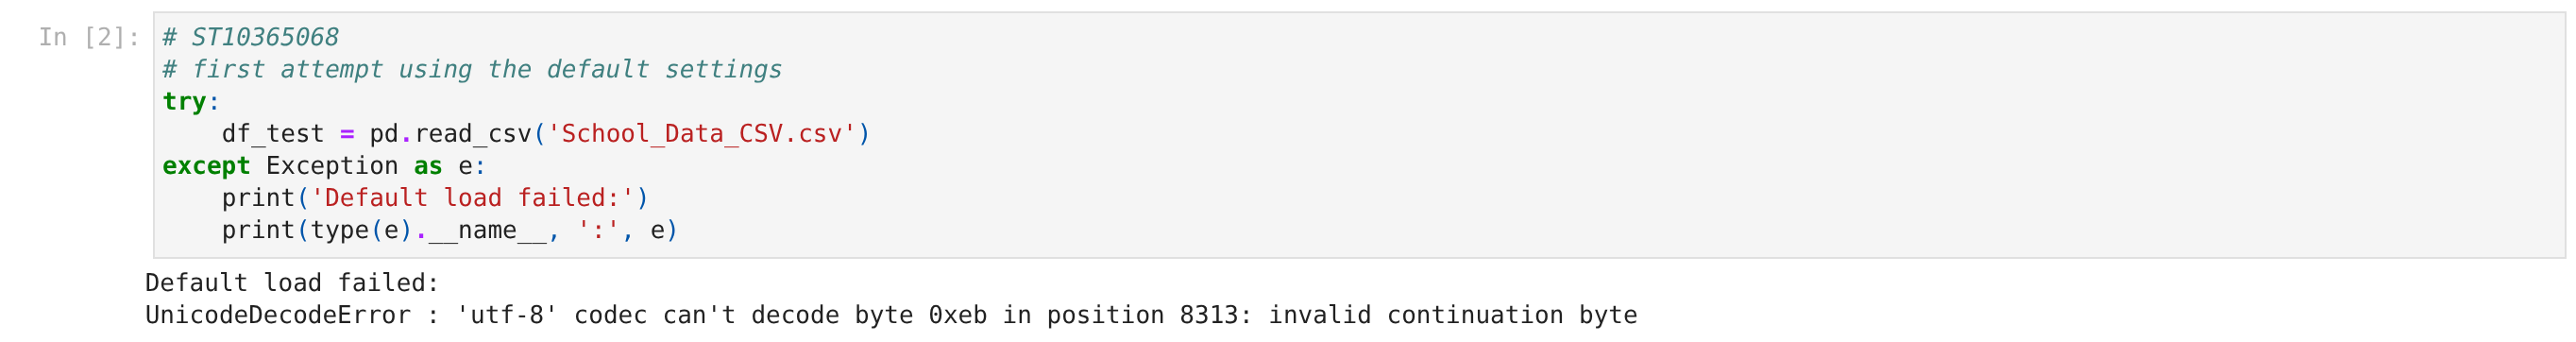 In [2]:
# ST10365068
# first attempt using the default settings
try:
    df_test = pd.read_csv('School_Data_CSV.csv')
except Exception as e:
    print('Default load failed:')
    print(type(e).__name__, ':', e)
Default load failed:
UnicodeDecodeError : 'utf-8' codec can't decode byte 0xeb in position 8313: invalid continuation byte